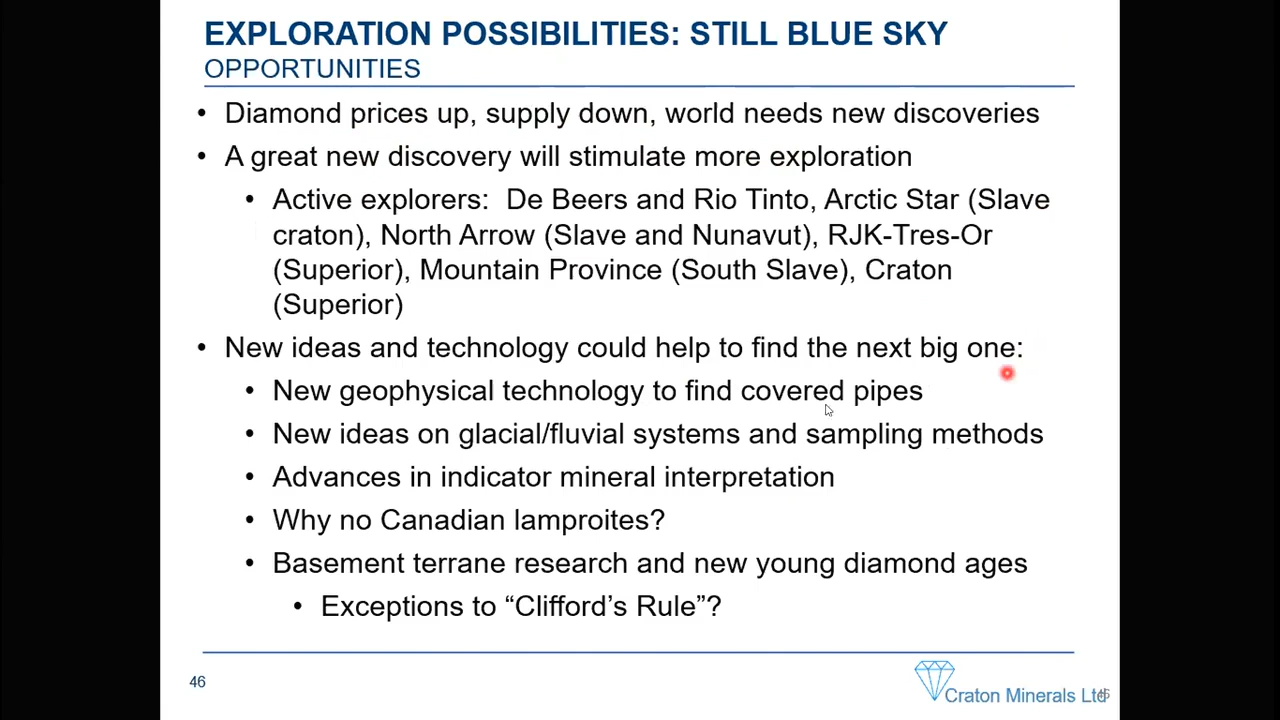 EXPLORATION POSSIBILITIES: STILL BLUE SKY
OPPORTUNITIES
• Diamond prices up, supply down, world needs new discoveries
• A great new discovery will stimulate more exploration
• Active explorers: De Beers and Rio Tinto, Arctic Star (Slave
craton), North Arrow (Slave and Nunavut), RJK-Tres-Or
(Superior), Mountain Province (South Slave), Craton
(Superior)
• New ideas and technology could help to find the next big one:
• New geophysical technology to find covered pipes
• New ideas on glacial/fluvial systems and sampling methods
• Advances in indicator mineral interpretation
• Why no Canadian lamproites?
• Basement terrane research and new young diamond ages
• Exceptions to “Clifford’s Rule”?
46
Craton Minerals Ltd